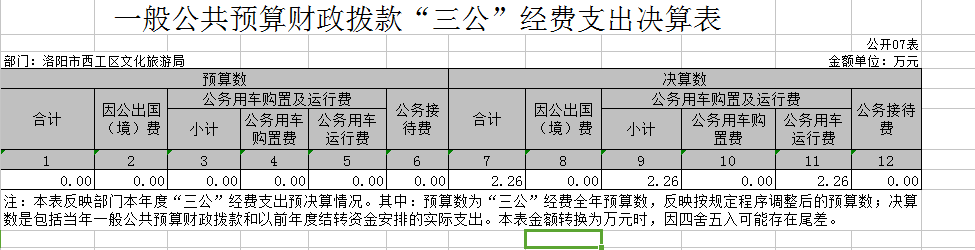 一般公共预算财政拨款“三公”经费支出决算表
公开07表
部门：洛阳市西工区文化旅游局 金额单位：万元
预算数 决算数
合计 因公出国（境）费 公务用车购置及运行费 公务接待费 合计 因公出国（境）费 公务用车购置及运行费 公务接待费
小计 公务用车购置费 公务用车运行费 小计 公务用车购置费 公务用车运行费
1 2 3 4 5 6 7 8 9 10 11 12
0.00 0.00 0.00 0.00 0.00 0.00 2.26 0.00 2.26 0.00 2.26 0.00
注：本表反映部门本年度“三公”经费支出预决算情况。其中：预算数为“三公”经费全年预算数，反映按规定程序调整后的预算数；决算
数是包括当年一般公共预算财政拨款和以前年度结转资金安排的实际支出。本表金额转换为万元时，因四舍五入可能存在尾差。